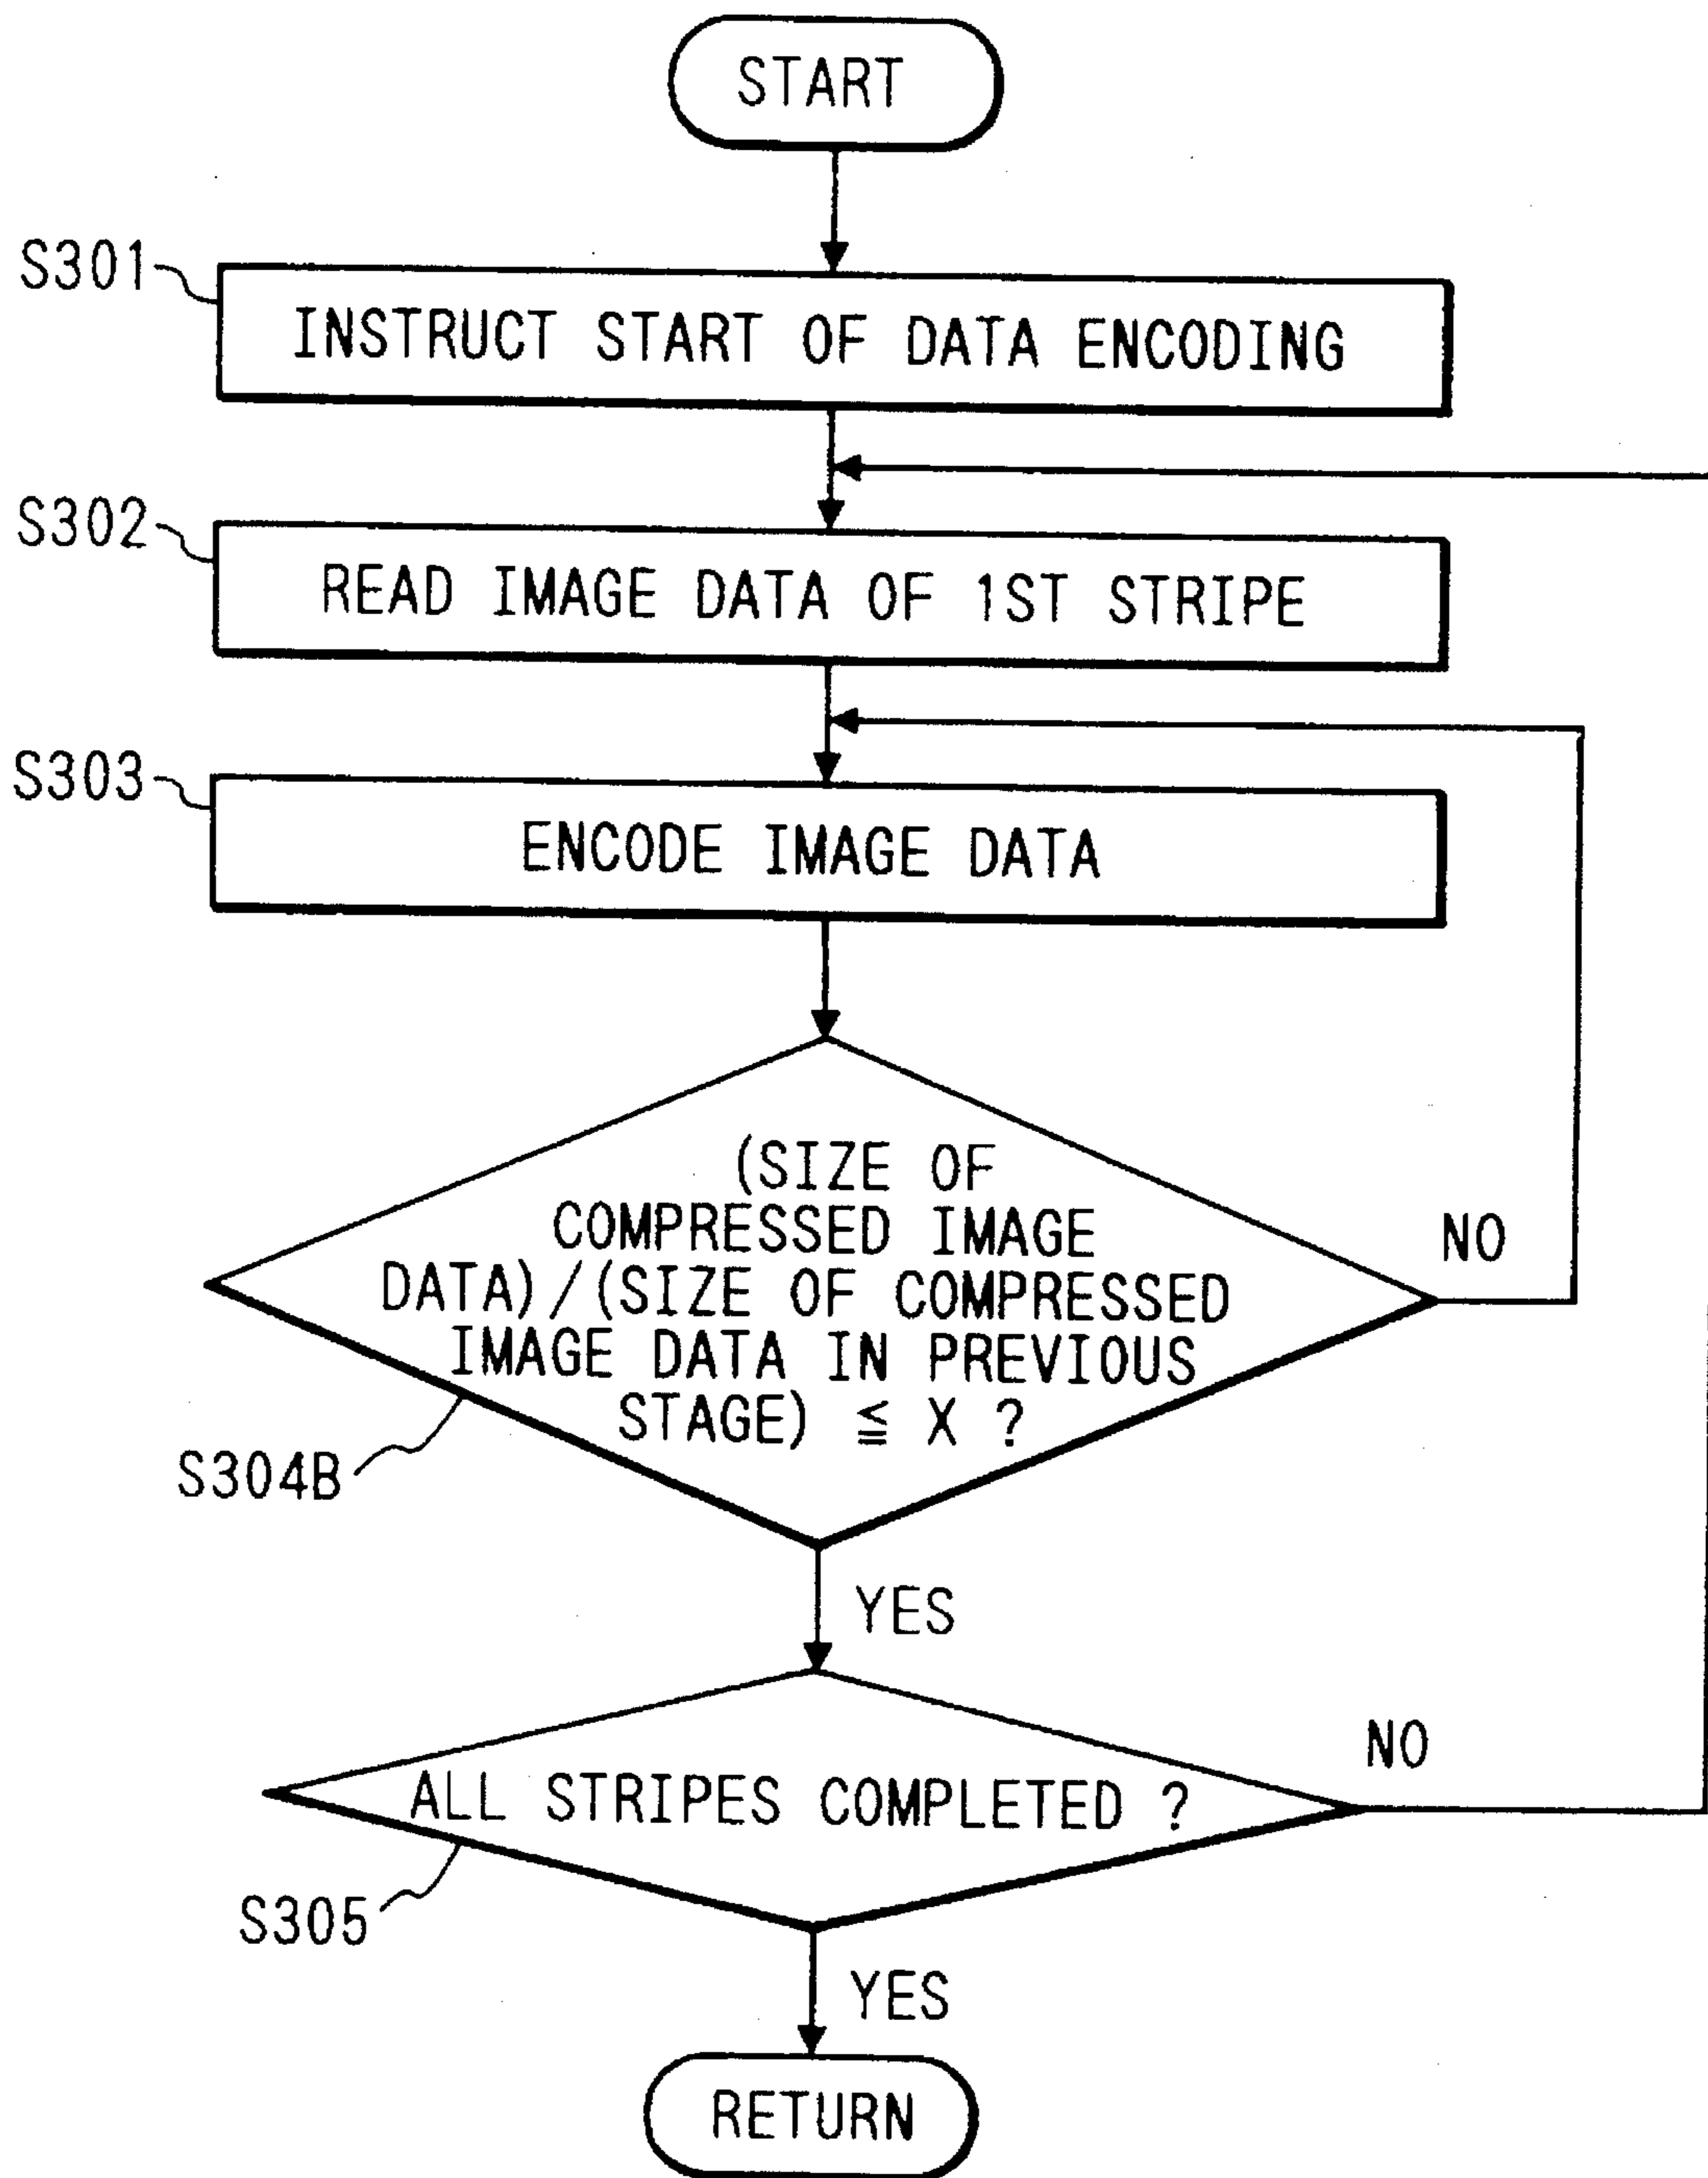 START
S301
INSTRUCT START OF DATA ENCODING
S302
READ IMAGE DATA OF 1ST STRIPE
S303
ENCODE IMAGE DATA
(SIZE OF
COMPRESSED IMAGE
DATA)/(SIZE OF COMPRESSED
IMAGE DATA IN PREVIOUS
STAGE) ≦ X ?
NO
S304B
YES
ALL STRIPES COMPLETED ?
NO
S305
YES
RETURN